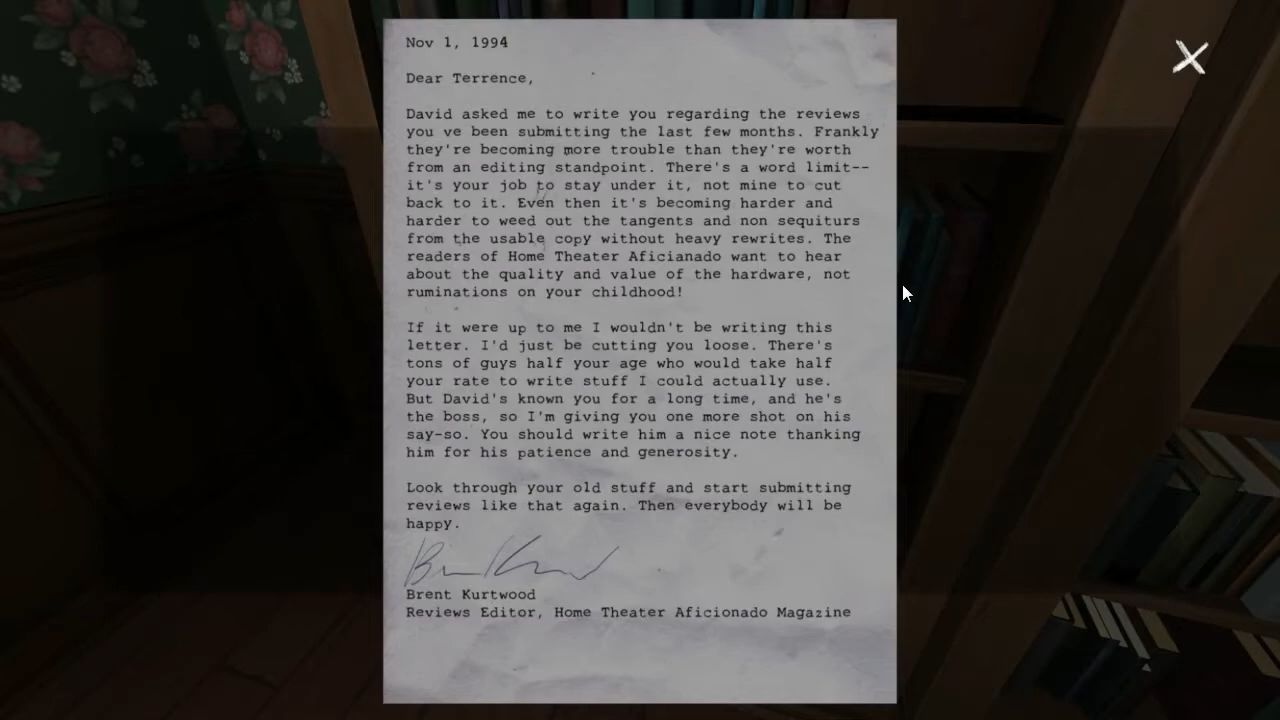 Nov 1, 1994
Dear Terrence,
David asked me to write you regarding the reviews
you ve been submitting the last few months. Frankly
they're becoming more trouble than they're worth
from an editing standpoint. There's a word limit--
it's your job to stay under it, not mine to cut
back to it. Even then it's becoming harder and
harder to weed out the tangents and non sequiturs
from the usable copy without heavy rewrites. The
readers of Home Theater Aficianado want to hear
about the quality and value of the hardware, not
ruminations on your childhood!
If it were up to me I wouldn't be writing this
letter. I'd just be cutting you loose. There's
tons of guys half your age who would take half
your rate to write stuff I could actually use.
But David's known you for a long time, and he's
the boss, so I'm giving you one more shot on his
say-so. You should write him a nice note thanking
him for his patience and generosity.
Look through your old stuff and start submitting
reviews like that again. Then everybody will be
happy.
Brent Kurtwood
Reviews Editor, Home Theater Aficionado Magazine